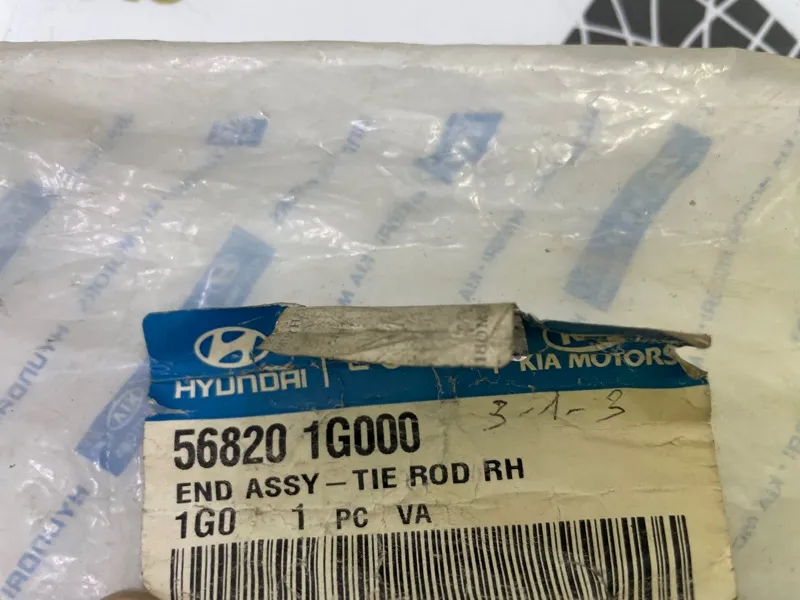 HYUNDAI
KIA MOTORS
3-1-3
56820 1G000
END ASSY-TIE ROD RH
1G0 1 PC VA